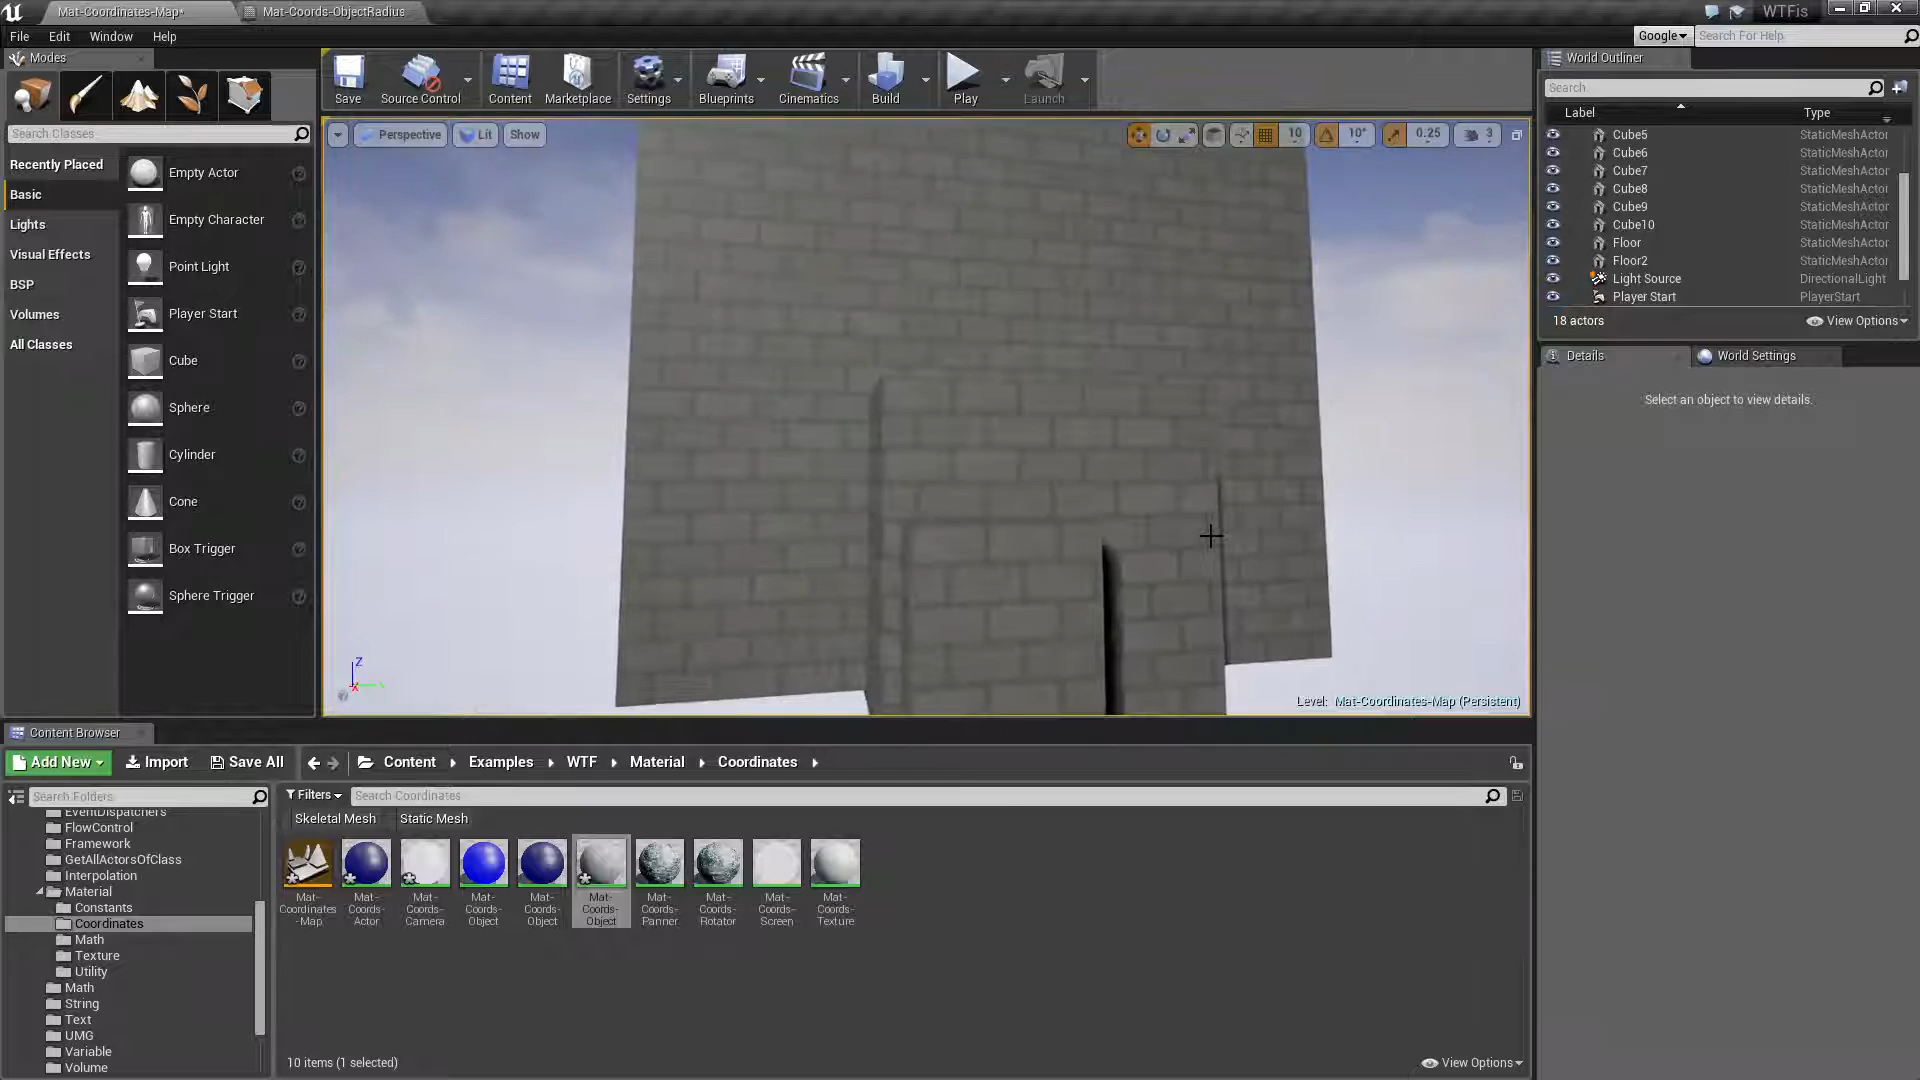 Mat-Coordinates-Map*
Mat-Coords-ObjectRadius
WTFis
File
Edit
Window
Help
Google
Search For Help
Modes
Search Classes
Recently Placed
Basic
Lights
Visual Effects
BSP
Volumes
All Classes
Empty Actor
Empty Character
Point Light
Player Start
Cube
Sphere
Cylinder
Cone
Box Trigger
Sphere Trigger
Save
Source Control
Content
Marketplace
Settings
Blueprints
Cinematics
Build
Play
Launch
Perspective
Lit
Show
10
10°
0.25
3
Z
X
Level: Mat-Coordinates-Map (Persistent)
World Outliner
Search
Label
Type
Cube5 StaticMeshActor
Cube6 StaticMeshActor
Cube7 StaticMeshActor
Cube8 StaticMeshActor
Cube9 StaticMeshActor
Cube10 StaticMeshActor
Floor StaticMeshActor
Floor2 StaticMeshActor
Light Source DirectionalLight
Player Start PlayerStart
18 actors
View Options
Details
World Settings
Select an object to view details.
Content Browser
Add New
Import
Save All
Content
Examples
WTF
Material
Coordinates
Search Folders
EventDispatchers
FlowControl
Framework
GetAllActorsOfClass
Interpolation
Material
Constants
Coordinates
Math
Texture
Utility
Math
String
Text
UMG
Variable
Volume
Filters
Search Coordinates
Skeletal Mesh
Static Mesh
Mat-
Coordinates
-Map
Mat-
Coords-
Actor
Mat-
Coords-
Camera
Mat-
Coords-
Object
Mat-
Coords-
Object
Mat-
Coords-
Object
Mat-
Coords-
Panner
Mat-
Coords-
Rotator
Mat-
Coords-
Screen
Mat-
Coords-
Texture
10 items (1 selected)
View Options